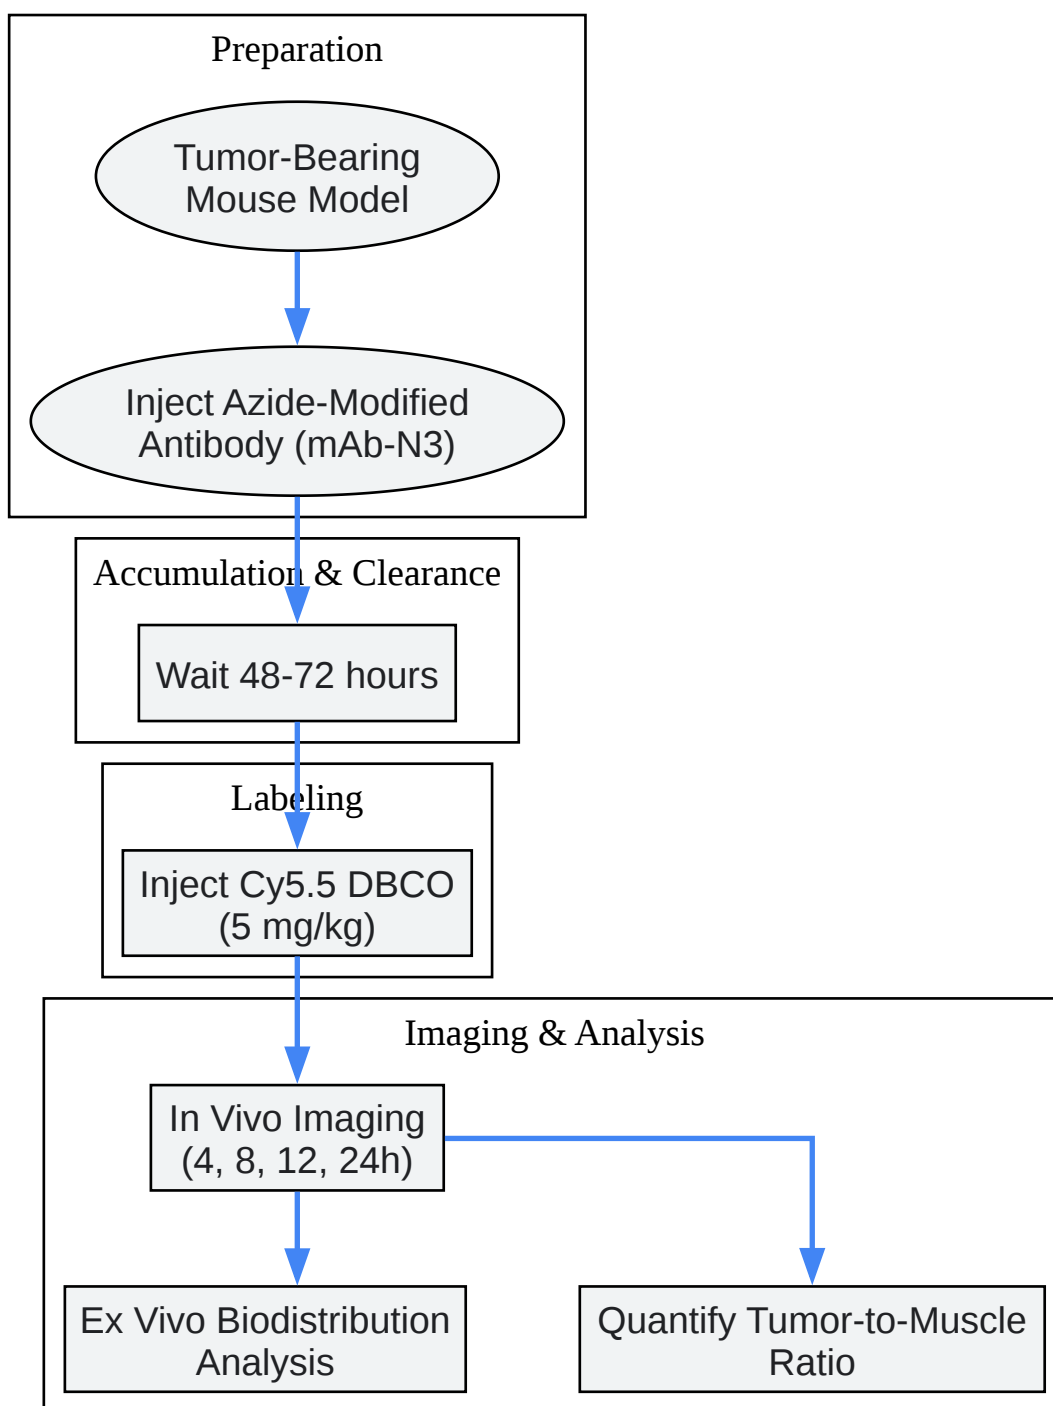 Preparation
Tumor-Bearing
Mouse Model
Inject Azide-Modified
Antibody (mAb-N3)
Accumulation & Clearance
Wait 48-72 hours
Labeling
Inject Cy5.5 DBCO
(5 mg/kg)
Imaging & Analysis
In Vivo Imaging
(4, 8, 12, 24h)
Ex Vivo Biodistribution
Analysis
Quantify Tumor-to-Muscle
Ratio